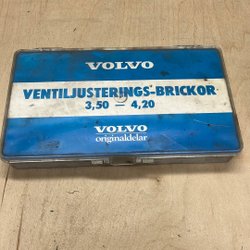 VOLVO
VENTILJUSTERINGS-BRICKOR
3,50 — 4,20
VOLVO
originaldelar